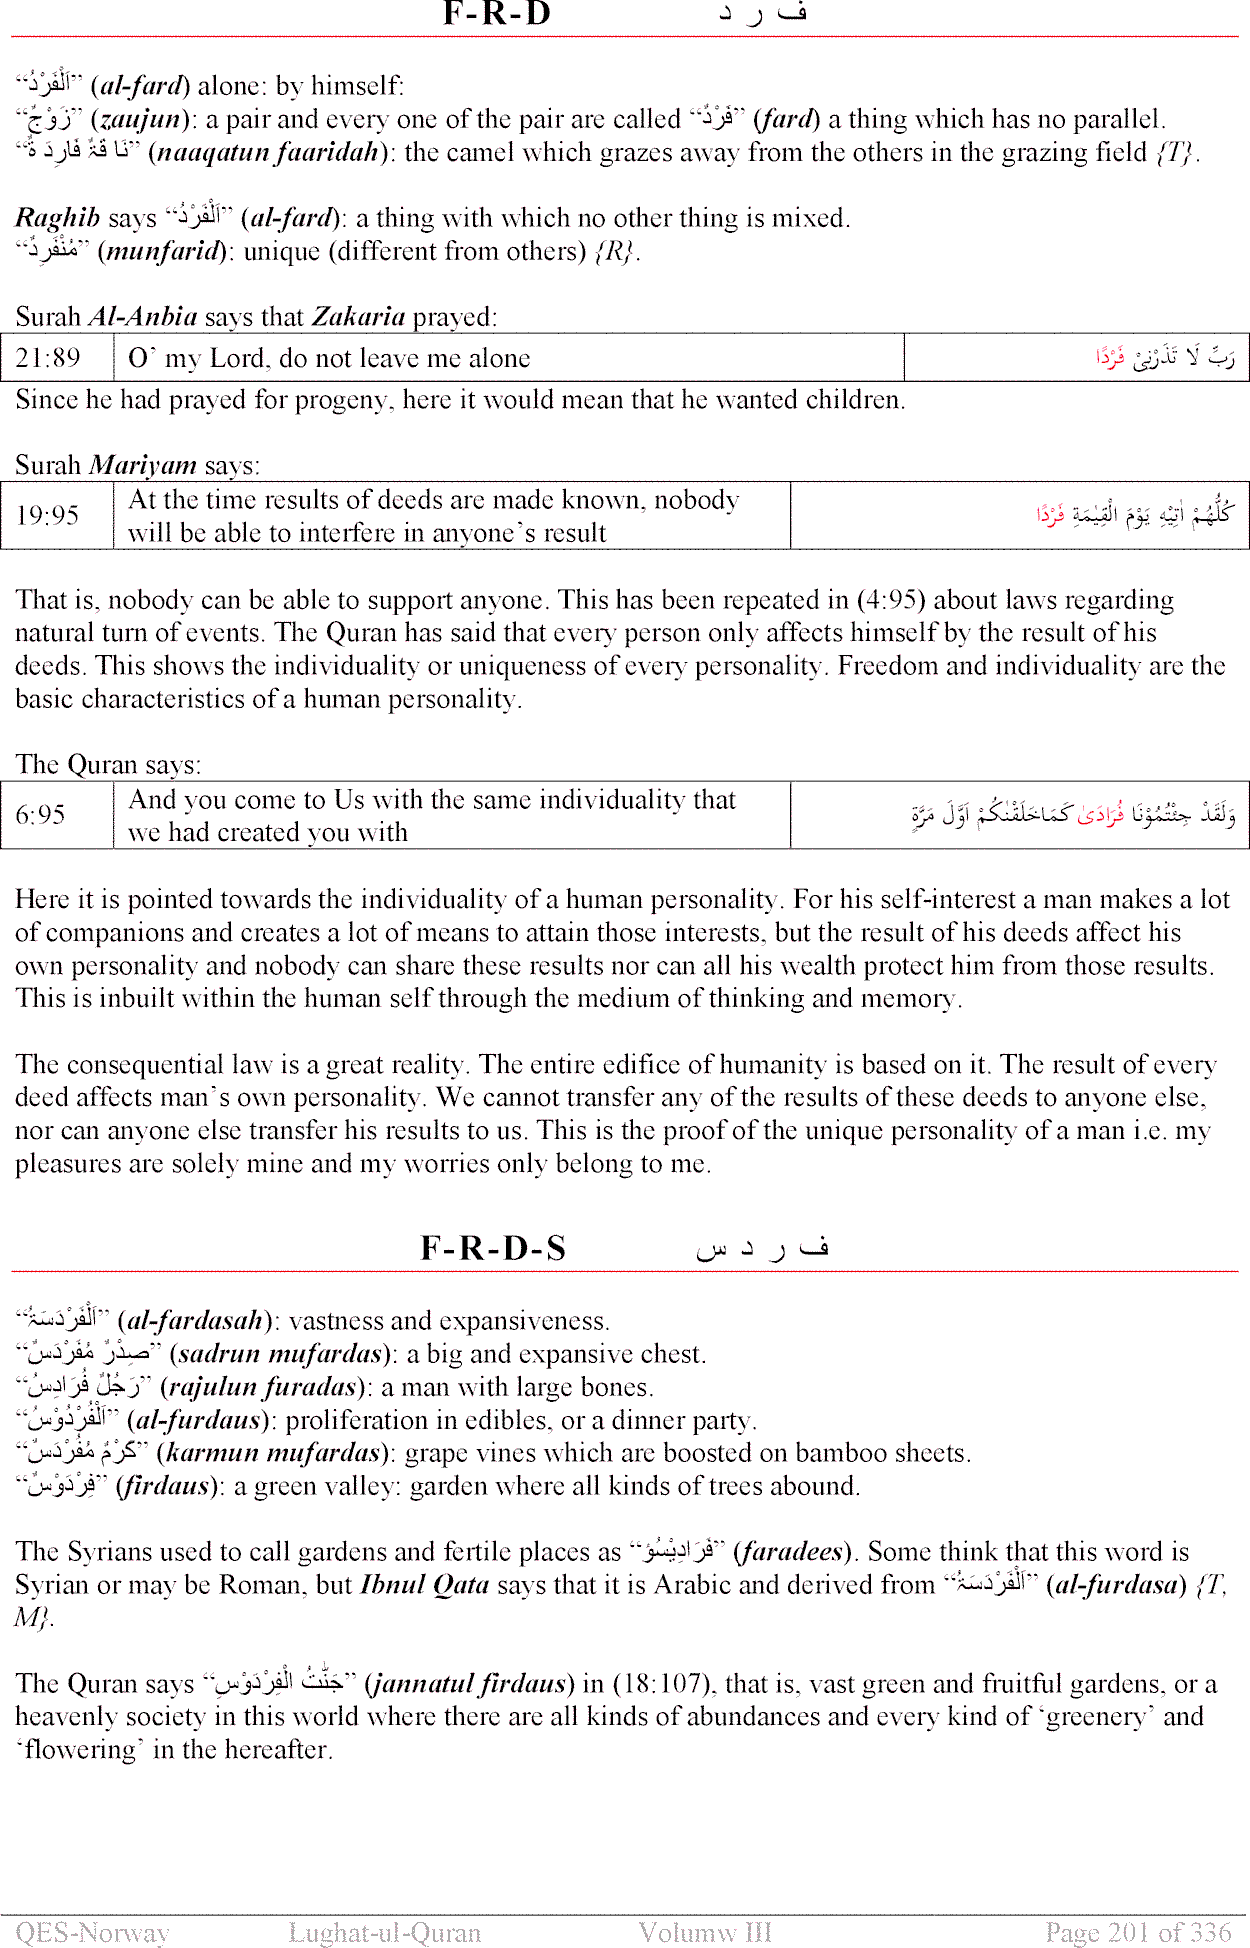 F-R-D ف ر د
“اَلْفَرْدُ” (al-fard) alone: by himself:
“زَوْجٌ” (zaujun): a pair and every one of the pair are called “فَرْدٌ” (fard) a thing which has no parallel.
“نَا قَۃٌ فَارِدَ ۃٌ” (naaqatun faaridah): the camel which grazes away from the others in the grazing field {T}.
Raghib says “اَلْفَرْدُ” (al-fard): a thing with which no other thing is mixed.
“مُنْفَرِدٌ” (munfarid): unique (different from others) {R}.
Surah Al-Anbia says that Zakaria prayed:
21:89 O’ my Lord, do not leave me alone رَبِّ لَا تَذَرْنِیْ فَرْدًا
Since he had prayed for progeny, here it would mean that he wanted children.
Surah Mariyam says:
19:95 At the time results of deeds are made known, nobody
will be able to interfere in anyone’s result كُلُّهُمْ اٰتِيْهِ يَوْمَ الْقِيٰمَةِ فَرْدًا
That is, nobody can be able to support anyone. This has been repeated in (4:95) about laws regarding
natural turn of events. The Quran has said that every person only affects himself by the result of his
deeds. This shows the individuality or uniqueness of every personality. Freedom and individuality are the
basic characteristics of a human personality.
The Quran says:
6:95 And you come to Us with the same individuality that
we had created you with وَلَقَدْ جِئْتُمُوْنَا فُرَادَىٰ كَمَا خَلَقْنٰكُمْ اَوَّلَ مَرَّةٍ
Here it is pointed towards the individuality of a human personality. For his self-interest a man makes a lot
of companions and creates a lot of means to attain those interests, but the result of his deeds affect his
own personality and nobody can share these results nor can all his wealth protect him from those results.
This is inbuilt within the human self through the medium of thinking and memory.
The consequential law is a great reality. The entire edifice of humanity is based on it. The result of every
deed affects man’s own personality. We cannot transfer any of the results of these deeds to anyone else,
nor can anyone else transfer his results to us. This is the proof of the unique personality of a man i.e. my
pleasures are solely mine and my worries only belong to me.
F-R-D-S ف ر د س
“اَلْفَرْدَسَۃُ” (al-fardasah): vastness and expansiveness.
“صِدْرٌ مُفَرْدَسٌ” (sadrun mufardas): a big and expansive chest.
“رَجُلٌ فُرَادِسٌ” (rajulun furadas): a man with large bones.
“اَلْفُرْدُوْسُ” (al-furdaus): proliferation in edibles, or a dinner party.
“كَرْمٌ مُفَرْدَسٌ” (karmun mufardas): grape vines which are boosted on bamboo sheets.
“فِرْدَوْسٌ” (firdaus): a green valley: garden where all kinds of trees abound.
The Syrians used to call gardens and fertile places as “فَرَادِيْسُؤ” (faradees). Some think that this word is
Syrian or may be Roman, but Ibnul Qata says that it is Arabic and derived from “اَلْفَرْدَسَۃُ” (al-furdasa) {T,
M}.
The Quran says “جَنّٰتُ الْفِرْدَوْسِ” (jannatul firdaus) in (18:107), that is, vast green and fruitful gardens, or a
heavenly society in this world where there are all kinds of abundances and every kind of ‘greenery’ and
‘flowering’ in the hereafter.
QES-Norway Lughat-ul-Quran Volumw III Page 201 of 336